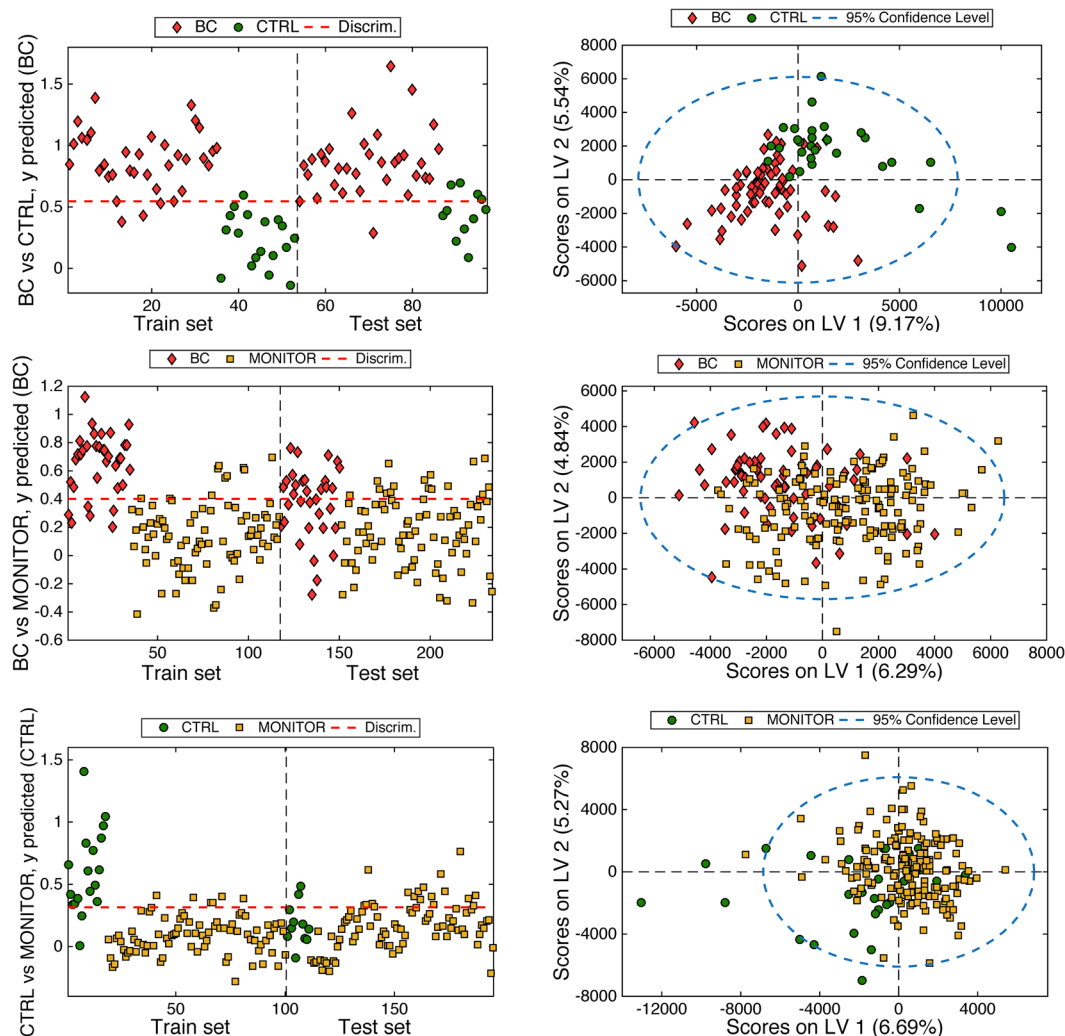 BC CTRL Discrim.
BC vs CTRL, y predicted (BC)
1.5
1
0.5
0
20 40 60 80
Train set Test set
BC CTRL 95% Confidence Level
Scores on LV 2 (5.54%)
8000
6000
4000
2000
0
-2000
-4000
-6000
-5000 0 5000 10000
Scores on LV 1 (9.17%)
BC MONITOR Discrim.
BC vs MONITOR, y predicted (BC)
1.2
1
0.8
0.6
0.4
0.2
0
-0.2
-0.4
-0.6
50 100 150 200
Train set Test set
BC MONITOR 95% Confidence Level
Scores on LV 2 (4.84%)
6000
4000
2000
0
-2000
-4000
-6000
-8000
-6000 -4000 -2000 0 2000 4000 6000 8000
Scores on LV 1 (6.29%)
CTRL MONITOR Discrim.
CTRL vs MONITOR, y predicted (CTRL)
1.5
1
0.5
0
50 100 150
Train set Test set
CTRL MONITOR 95% Confidence Level
Scores on LV 2 (5.27%)
8000
4000
0
-4000
-8000
-12000 -8000 -4000 0 4000
Scores on LV 1 (6.69%)